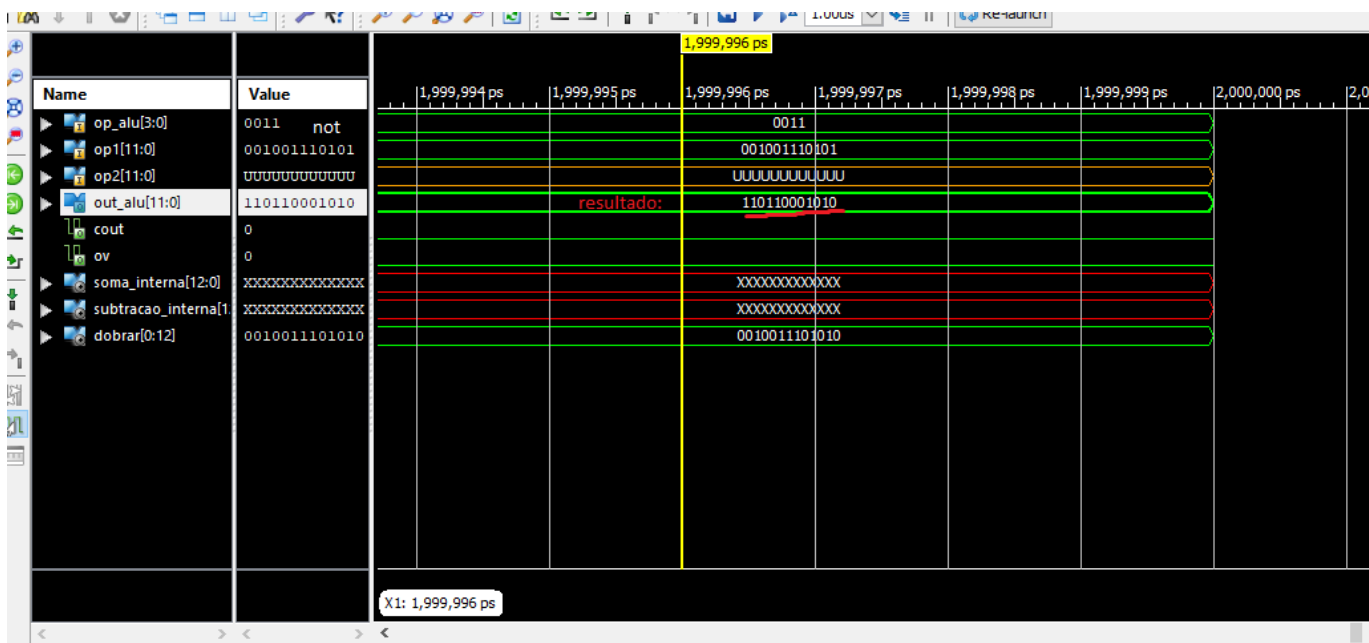 1.00us Re-launch
1,999,996 ps
Name Value 1,999,994 ps 1,999,995 ps 1,999,996 ps 1,999,997 ps 1,999,998 ps 1,999,999 ps 2,000,000 ps 2,0
op_alu[3:0] 0011 not 0011
op1[11:0] 001001110101 001001110101
op2[11:0] UUUUUUUUUUUU UUUUUUUUUUUU
out_alu[11:0] 110110001010 resultado: 110110001010
cout 0
ov 0
soma_interna[12:0] XXXXXXXXXXXXX XXXXXXXXXXXXX
subtracao_interna[1 XXXXXXXXXXXXX XXXXXXXXXXXXX
dobrar[0:12] 0010011101010 0010011101010
X1: 1,999,996 ps